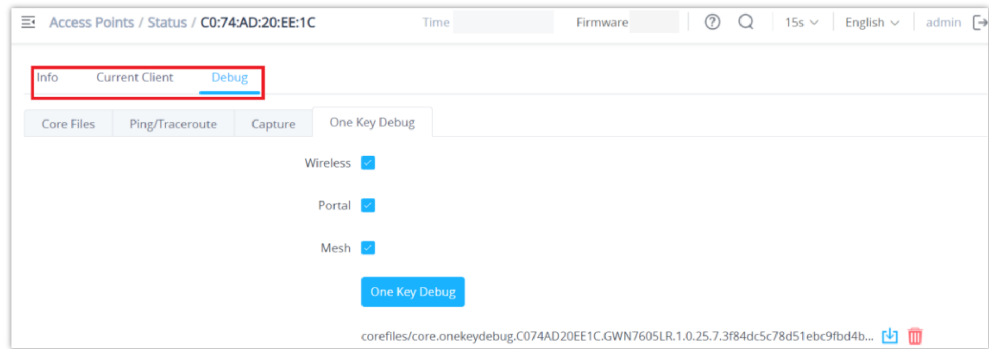 Access Points / Status / C0:74:AD:20:EE:1C Time Firmware 15s English admin
Info Current Client Debug
Core Files Ping/Traceroute Capture One Key Debug
Wireless
Portal
Mesh
One Key Debug
corefiles/core.onekeydebug.C074AD20EE1C.GWN7605LR.1.0.25.7.3f84dc5c78d51ebc9fbd4b...